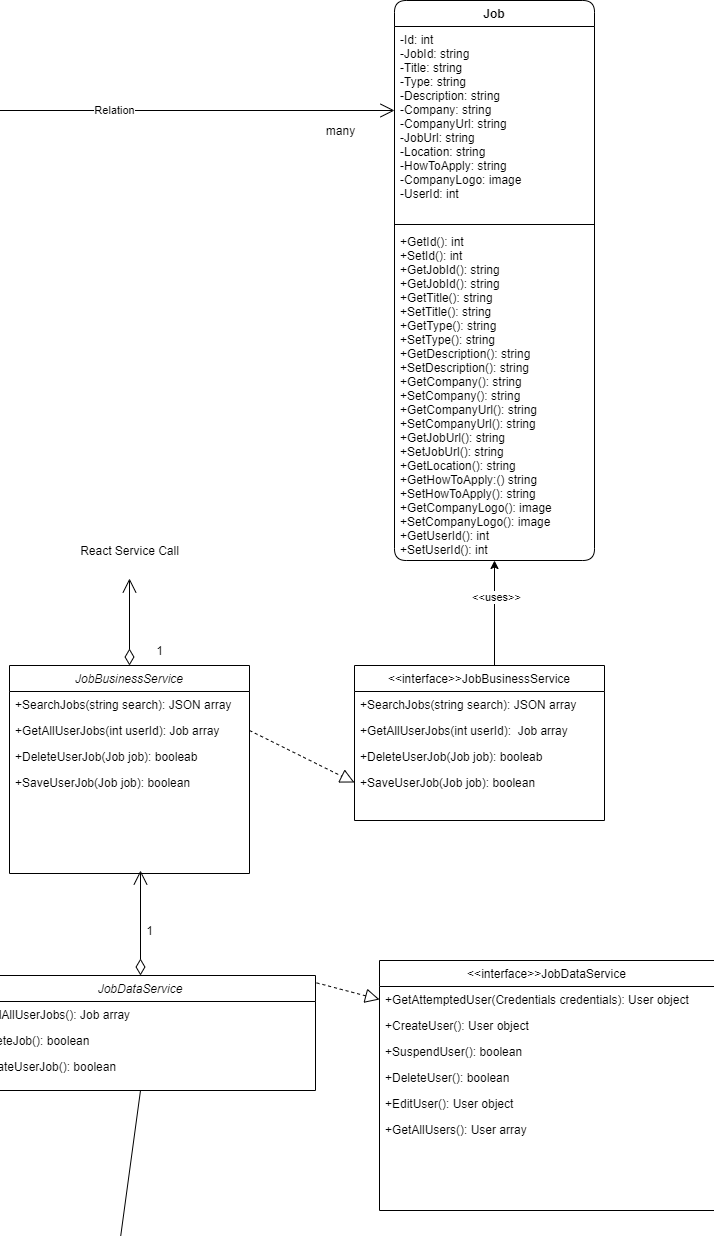 Job
-Id: int
-JobId: string
-Title: string
-Type: string
-Description: string
-Company: string
-CompanyUrl: string
-JobUrl: string
-Location: string
-HowToApply: string
-CompanyLogo: image
-UserId: int
Relation
many
+GetId(): int
+SetId(): int
+GetJobId(): string
+GetJobId(): string
+GetTitle(): string
+SetTitle(): string
+GetType(): string
+SetType(): string
+GetDescription(): string
+SetDescription(): string
+GetCompany(): string
+SetCompany(): string
+GetCompanyUrl(): string
+SetCompanyUrl(): string
+GetJobUrl(): string
+SetJobUrl(): string
+GetLocation(): string
+GetHowToApply:() string
+SetHowToApply(): string
+GetCompanyLogo(): image
+SetCompanyLogo(): image
+GetUserId(): int
+SetUserId(): int
React Service Call
<<uses>>
1
JobBusinessService
+SearchJobs(string search): JSON array
+GetAllUserJobs(int userId): Job array
+DeleteUserJob(Job job): booleab
+SaveUserJob(Job job): boolean
<<interface>>JobBusinessService
+SearchJobs(string search): JSON array
+GetAllUserJobs(int userId):  Job array
+DeleteUserJob(Job job): booleab
+SaveUserJob(Job job): boolean
1
JobDataService
AllUserJobs(): Job array
eteJob(): boolean
ateUserJob(): boolean
<<interface>>JobDataService
+GetAttemptedUser(Credentials credentials): User object
+CreateUser(): User object
+SuspendUser(): boolean
+DeleteUser(): boolean
+EditUser(): User object
+GetAllUsers(): User array